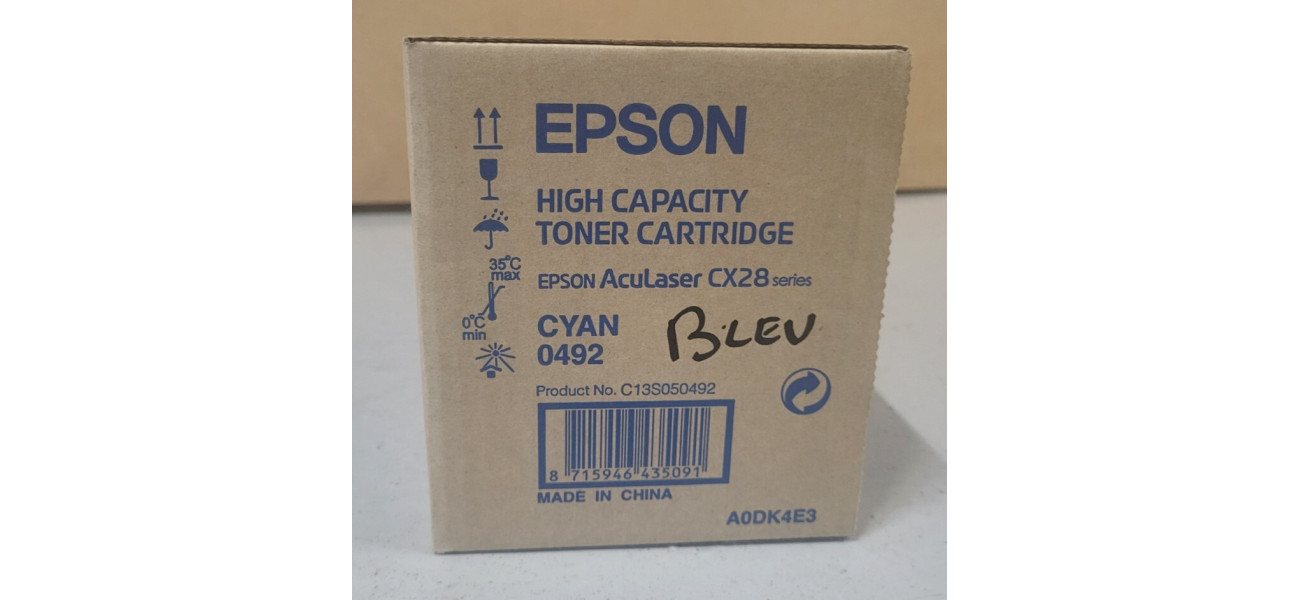 EPSON
HIGH CAPACITY
TONER CARTRIDGE
35°C
max
EPSON AcuLaser CX28 series
0°C
min
CYAN
BLEU
0492
Product No. C13S050492
8 715946 435091
MADE IN CHINA
A0DK4E3